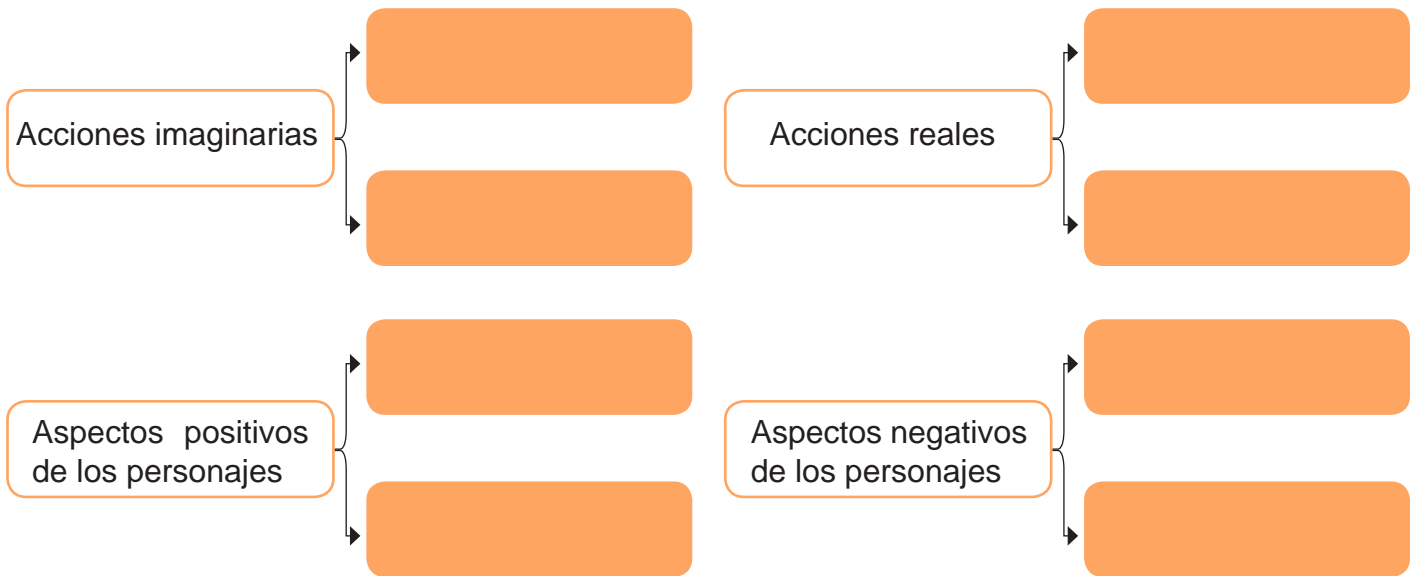 Acciones imaginarias
Acciones reales
Aspectos positivos
de los personajes
Aspectos negativos
de los personajes